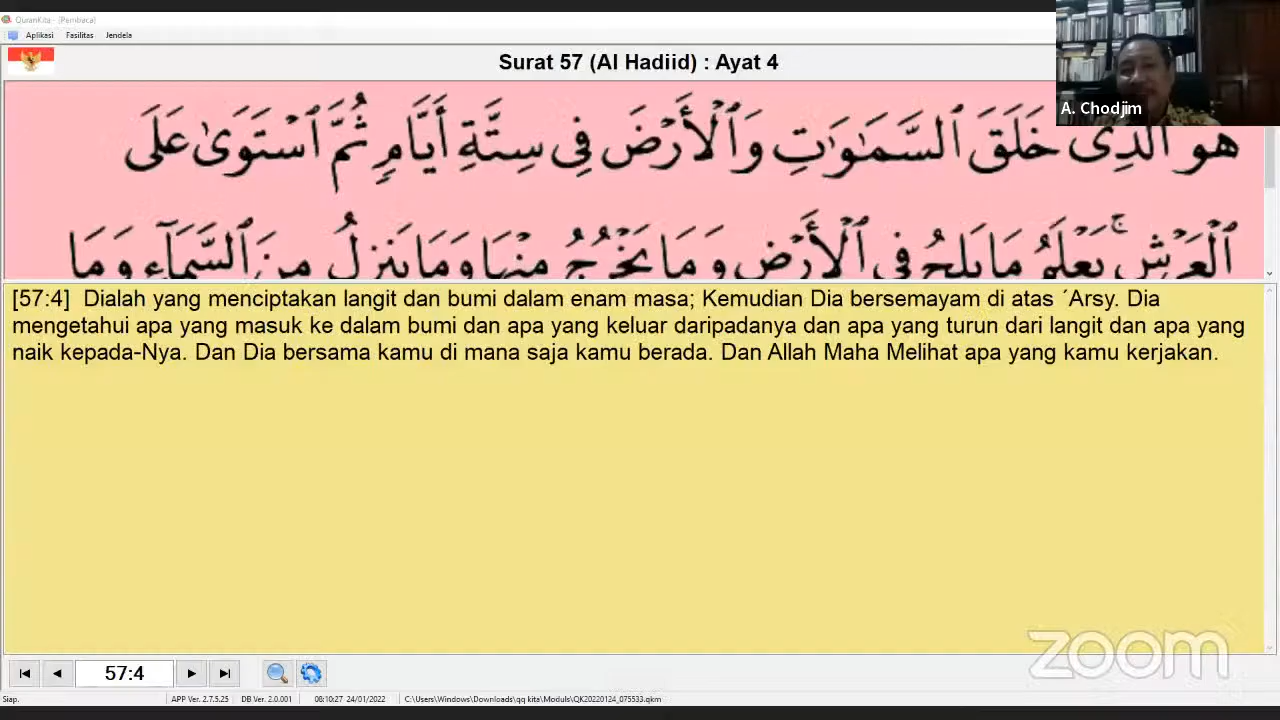 QuranKita - [Pembaca]
Aplikasi Fasilitas Jendela
Surat 57 (Al Hadiid) : Ayat 4
A. Chodjim
هُوَ ٱلَّذِى خَلَقَ ٱلسَّمَـٰوَٰتِ وَٱلْأَرْضَ فِى سِتَّةِ أَيَّامٍ ثُمَّ ٱسْتَوَىٰ عَلَى
ٱلْعَرْشِ ۚ يَعْلَمُ مَا يَلِجُ فِى ٱلْأَرْضِ وَمَا يَخْرُجُ مِنْهَا وَمَا يَنزِلُ مِنَ ٱلسَّمَآءِ وَمَا
[57:4] Dialah yang menciptakan langit dan bumi dalam enam masa; Kemudian Dia bersemayam di atas ´Arsy. Dia
mengetahui apa yang masuk ke dalam bumi dan apa yang keluar daripadanya dan apa yang turun dari langit dan apa yang
naik kepada-Nya. Dan Dia bersama kamu di mana saja kamu berada. Dan Allah Maha Melihat apa yang kamu kerjakan.
zoom
57:4
Siap. APP Ver. 2.7.5.25 DB Ver. 2.0.001 08:10:27 24/01/2022 C:\Users\Windows\Downloads\qq kita\Moduls\QK20220124_075533.qkm